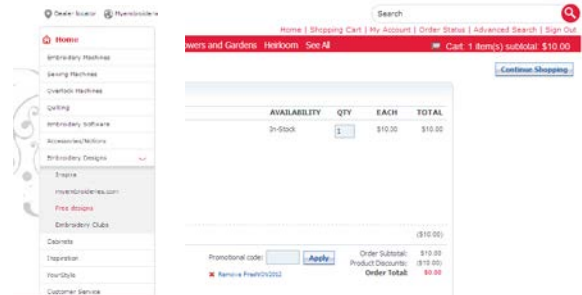 Dealer locator Myembroideries
Home
Embroidery Machines
Sewing Machines
Overlock Machines
Quilting
Embroidery Software
Accessories/Notions
Embroidery Designs
Inspira
myembroideries.com
Free designs
Embroidery Clubs
Cabinets
Inspiration
YourStyle
Customer Service
Search
Home | Shopping Cart | My Account | Order Status | Advanced Search | Sign Out
owers and Gardens Heirloom See All Cart: 1 item(s) subtotal: $10.00
Continue Shopping
AVAILABILITY QTY EACH TOTAL
In-Stock 1 $10.00 $10.00
($10.00)
Promotional code: Apply Order Subtotal: $10.00
Product Discounts: ($10.00)
Remove Order Total: $0.00